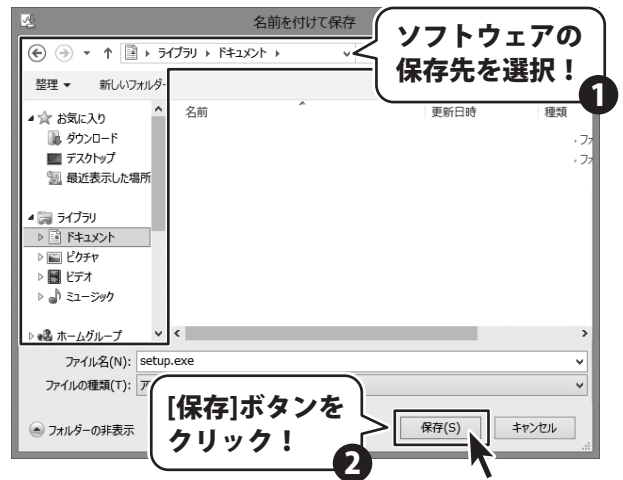 名前を付けて保存
ソフトウェアの
保存先を選択！
1
ライブラリ ドキュメント
整理 新しいフォルダー
名前 更新日時 種類
お気に入り
ダウンロード
デスクトップ
最近表示した場所
ライブラリ
ドキュメント
ピクチャ
ビデオ
ミュージック
ホームグループ
ファイル名(N): setup.exe
ファイルの種類(T):
[保存]ボタンを
クリック！
2
フォルダーの非表示
保存(S) キャンセル